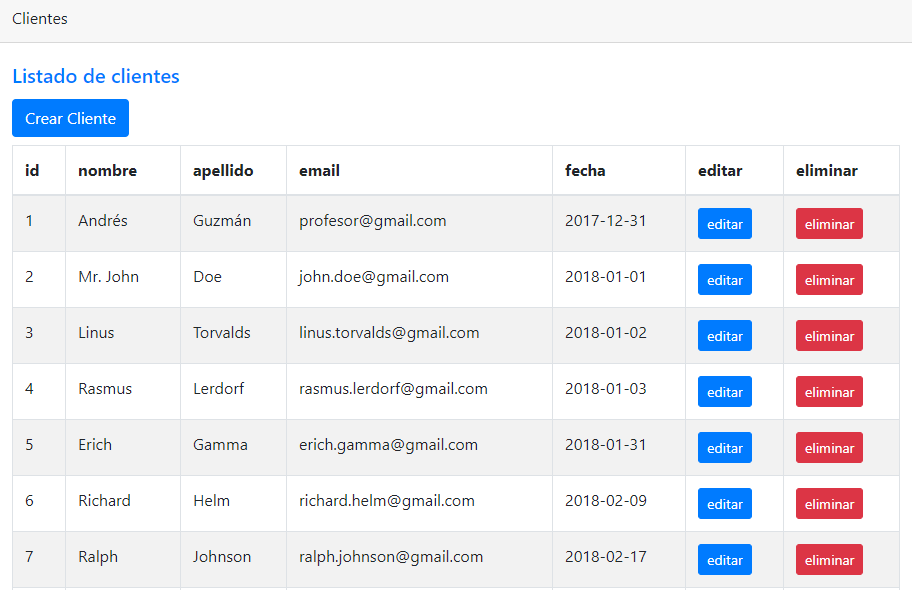 Clientes
Listado de clientes
Crear Cliente
id nombre apellido email fecha editar eliminar
1 Andrés Guzmán profesor@gmail.com 2017-12-31 editar eliminar
2 Mr. John Doe john.doe@gmail.com 2018-01-01 editar eliminar
3 Linus Torvalds linus.torvalds@gmail.com 2018-01-02 editar eliminar
4 Rasmus Lerdorf rasmus.lerdorf@gmail.com 2018-01-03 editar eliminar
5 Erich Gamma erich.gamma@gmail.com 2018-01-31 editar eliminar
6 Richard Helm richard.helm@gmail.com 2018-02-09 editar eliminar
7 Ralph Johnson ralph.johnson@gmail.com 2018-02-17 editar eliminar